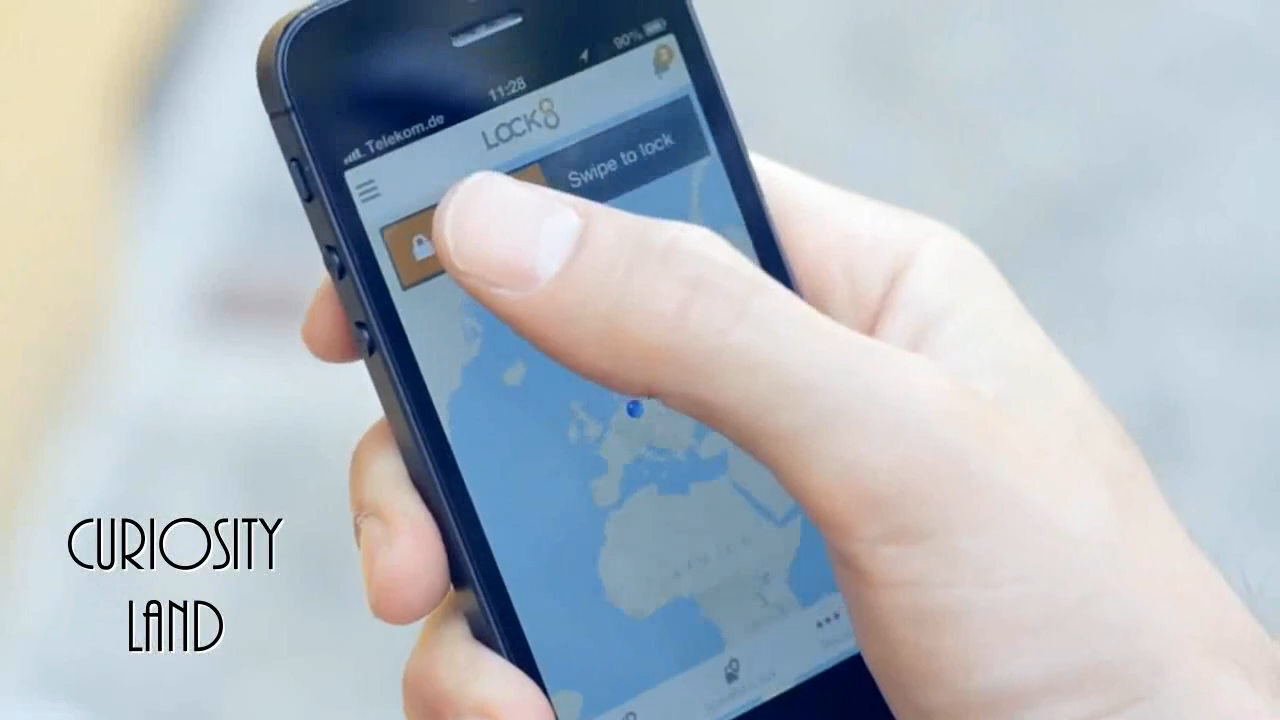 90%
11:28
Telekom.de
LOCK8
Swipe to lock
CURIOSITY
LAND